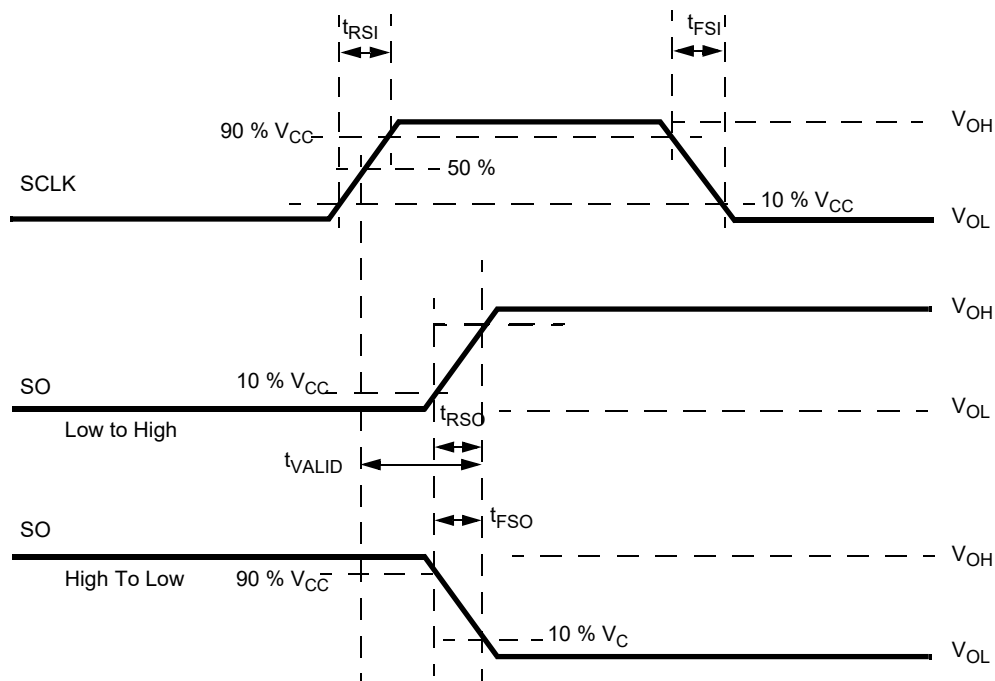 tRSI
tFSI
90 % VCC
VOH
50 %
SCLK
10 % VCC
VOL
VOH
10 % VCC
SO
tRSO
VOL
Low to High
tVALID
tFSO
SO
VOH
High To Low
90 % VCC
10 % VC
VOL